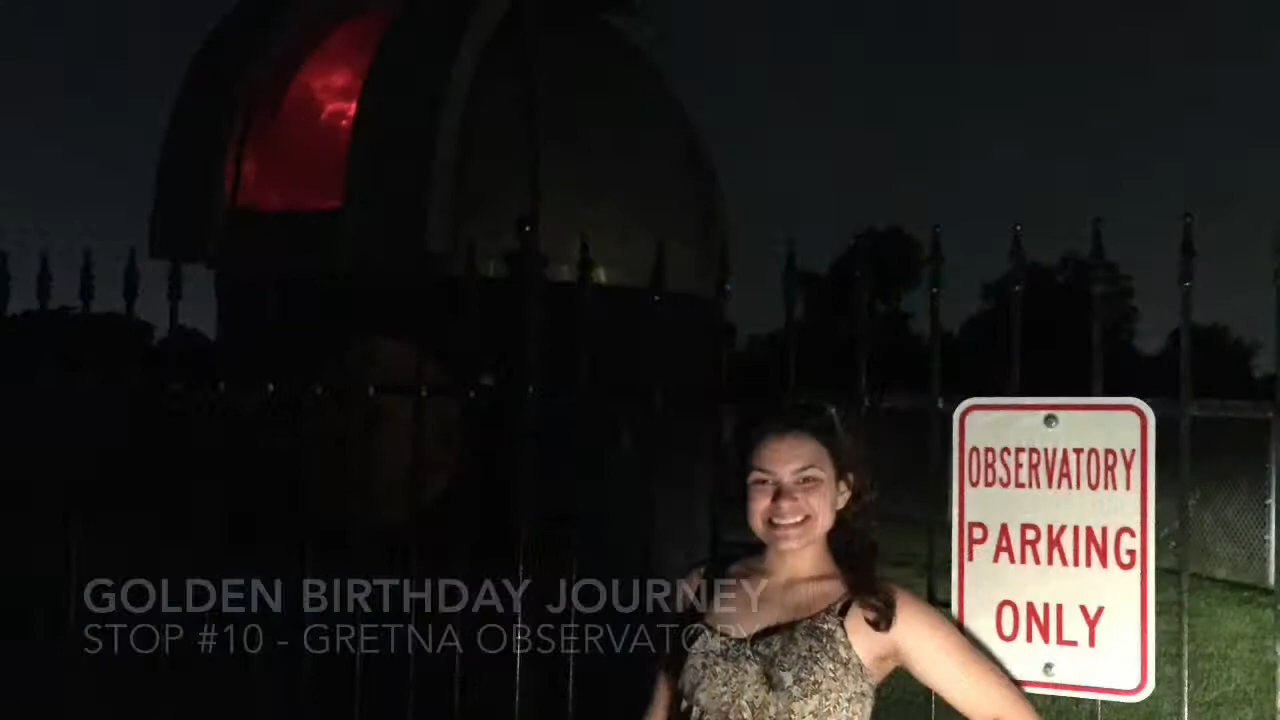 OBSERVATORY
PARKING
ONLY
GOLDEN BIRTHDAY JOURNEY
STOP #10 - GRETNA OBSERVATORY